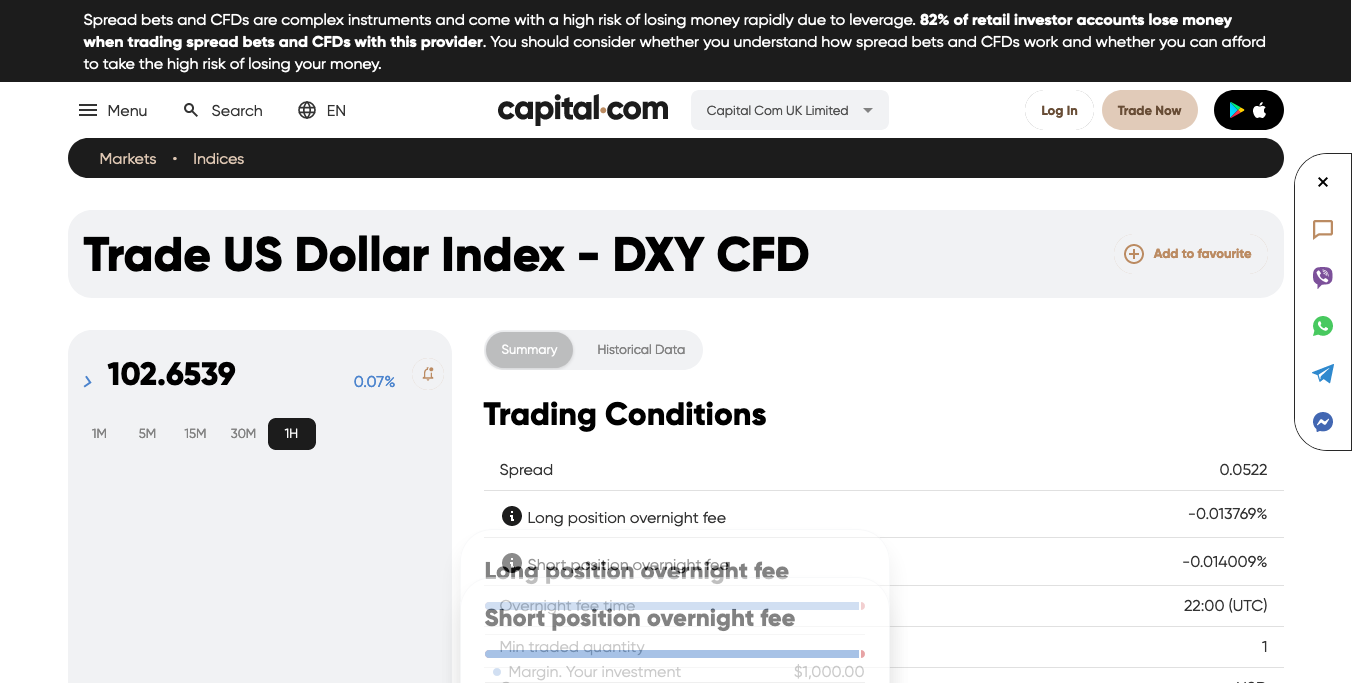 Spread bets and CFDs are complex instruments and come with a high risk of losing money rapidly due to leverage. 82% of retail investor accounts lose money
when trading spread bets and CFDs with this provider. You should consider whether you understand how spread bets and CFDs work and whether you can afford
to take the high risk of losing your money.
Menu Search EN capital.com Capital Com UK Limited Log In Trade Now
Markets • Indices
Trade US Dollar Index - DXY CFD Add to favourite
102.6539 0.07%
1M 5M 15M 30M 1H
Summary Historical Data
Trading Conditions
Spread 0.0522
Long position overnight fee -0.013769%
Short position overnight fee -0.014009%
Long position overnight fee
Overnight fee time 22:00 (UTC)
Short position overnight fee
Min traded quantity 1
Margin. Your investment $1,000.00